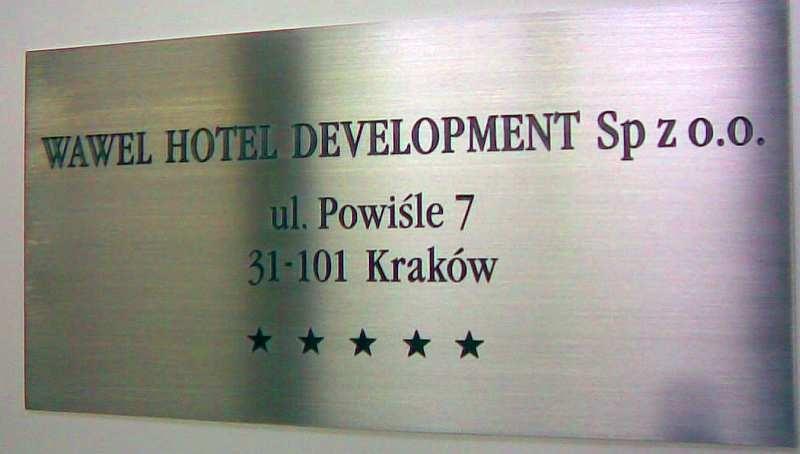 WAWEL HOTEL DEVELOPMENT Sp z o.o.
ul. Powiśle 7
31-101 Kraków
★ ★ ★ ★ ★